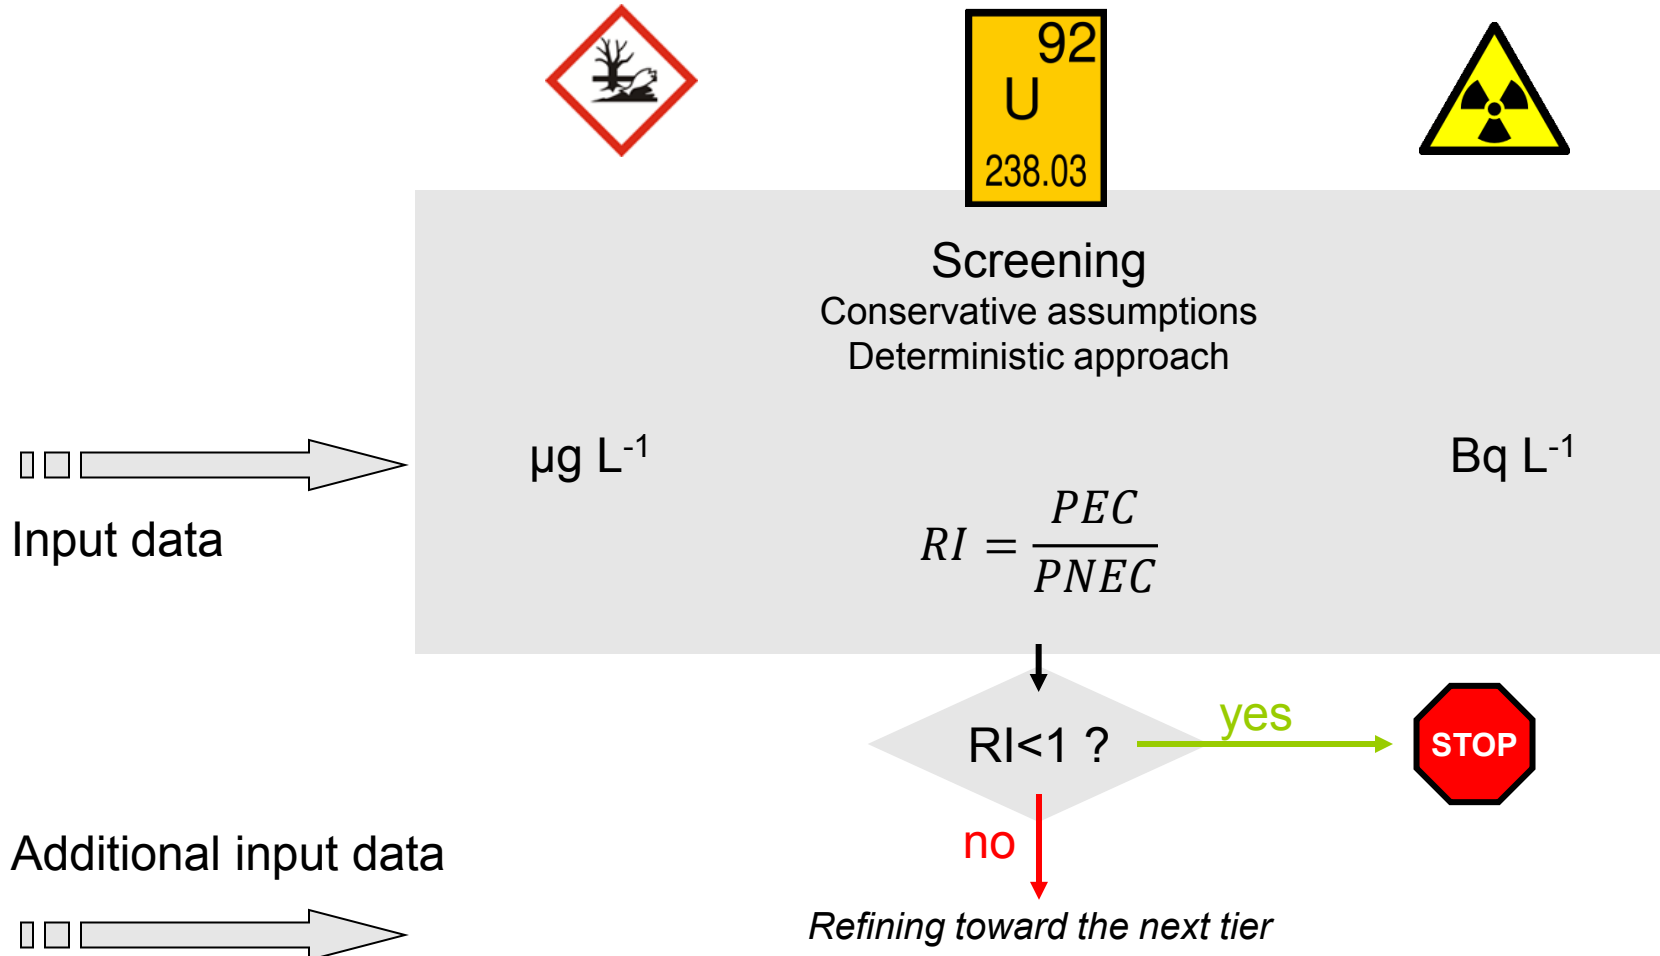 92
U
238.03
Screening
Conservative assumptions
Deterministic approach
µg L⁻¹
Bq L⁻¹
Input data
RI = PEC / PNEC
RI<1 ?
yes
STOP
no
Additional input data
Refining toward the next tier